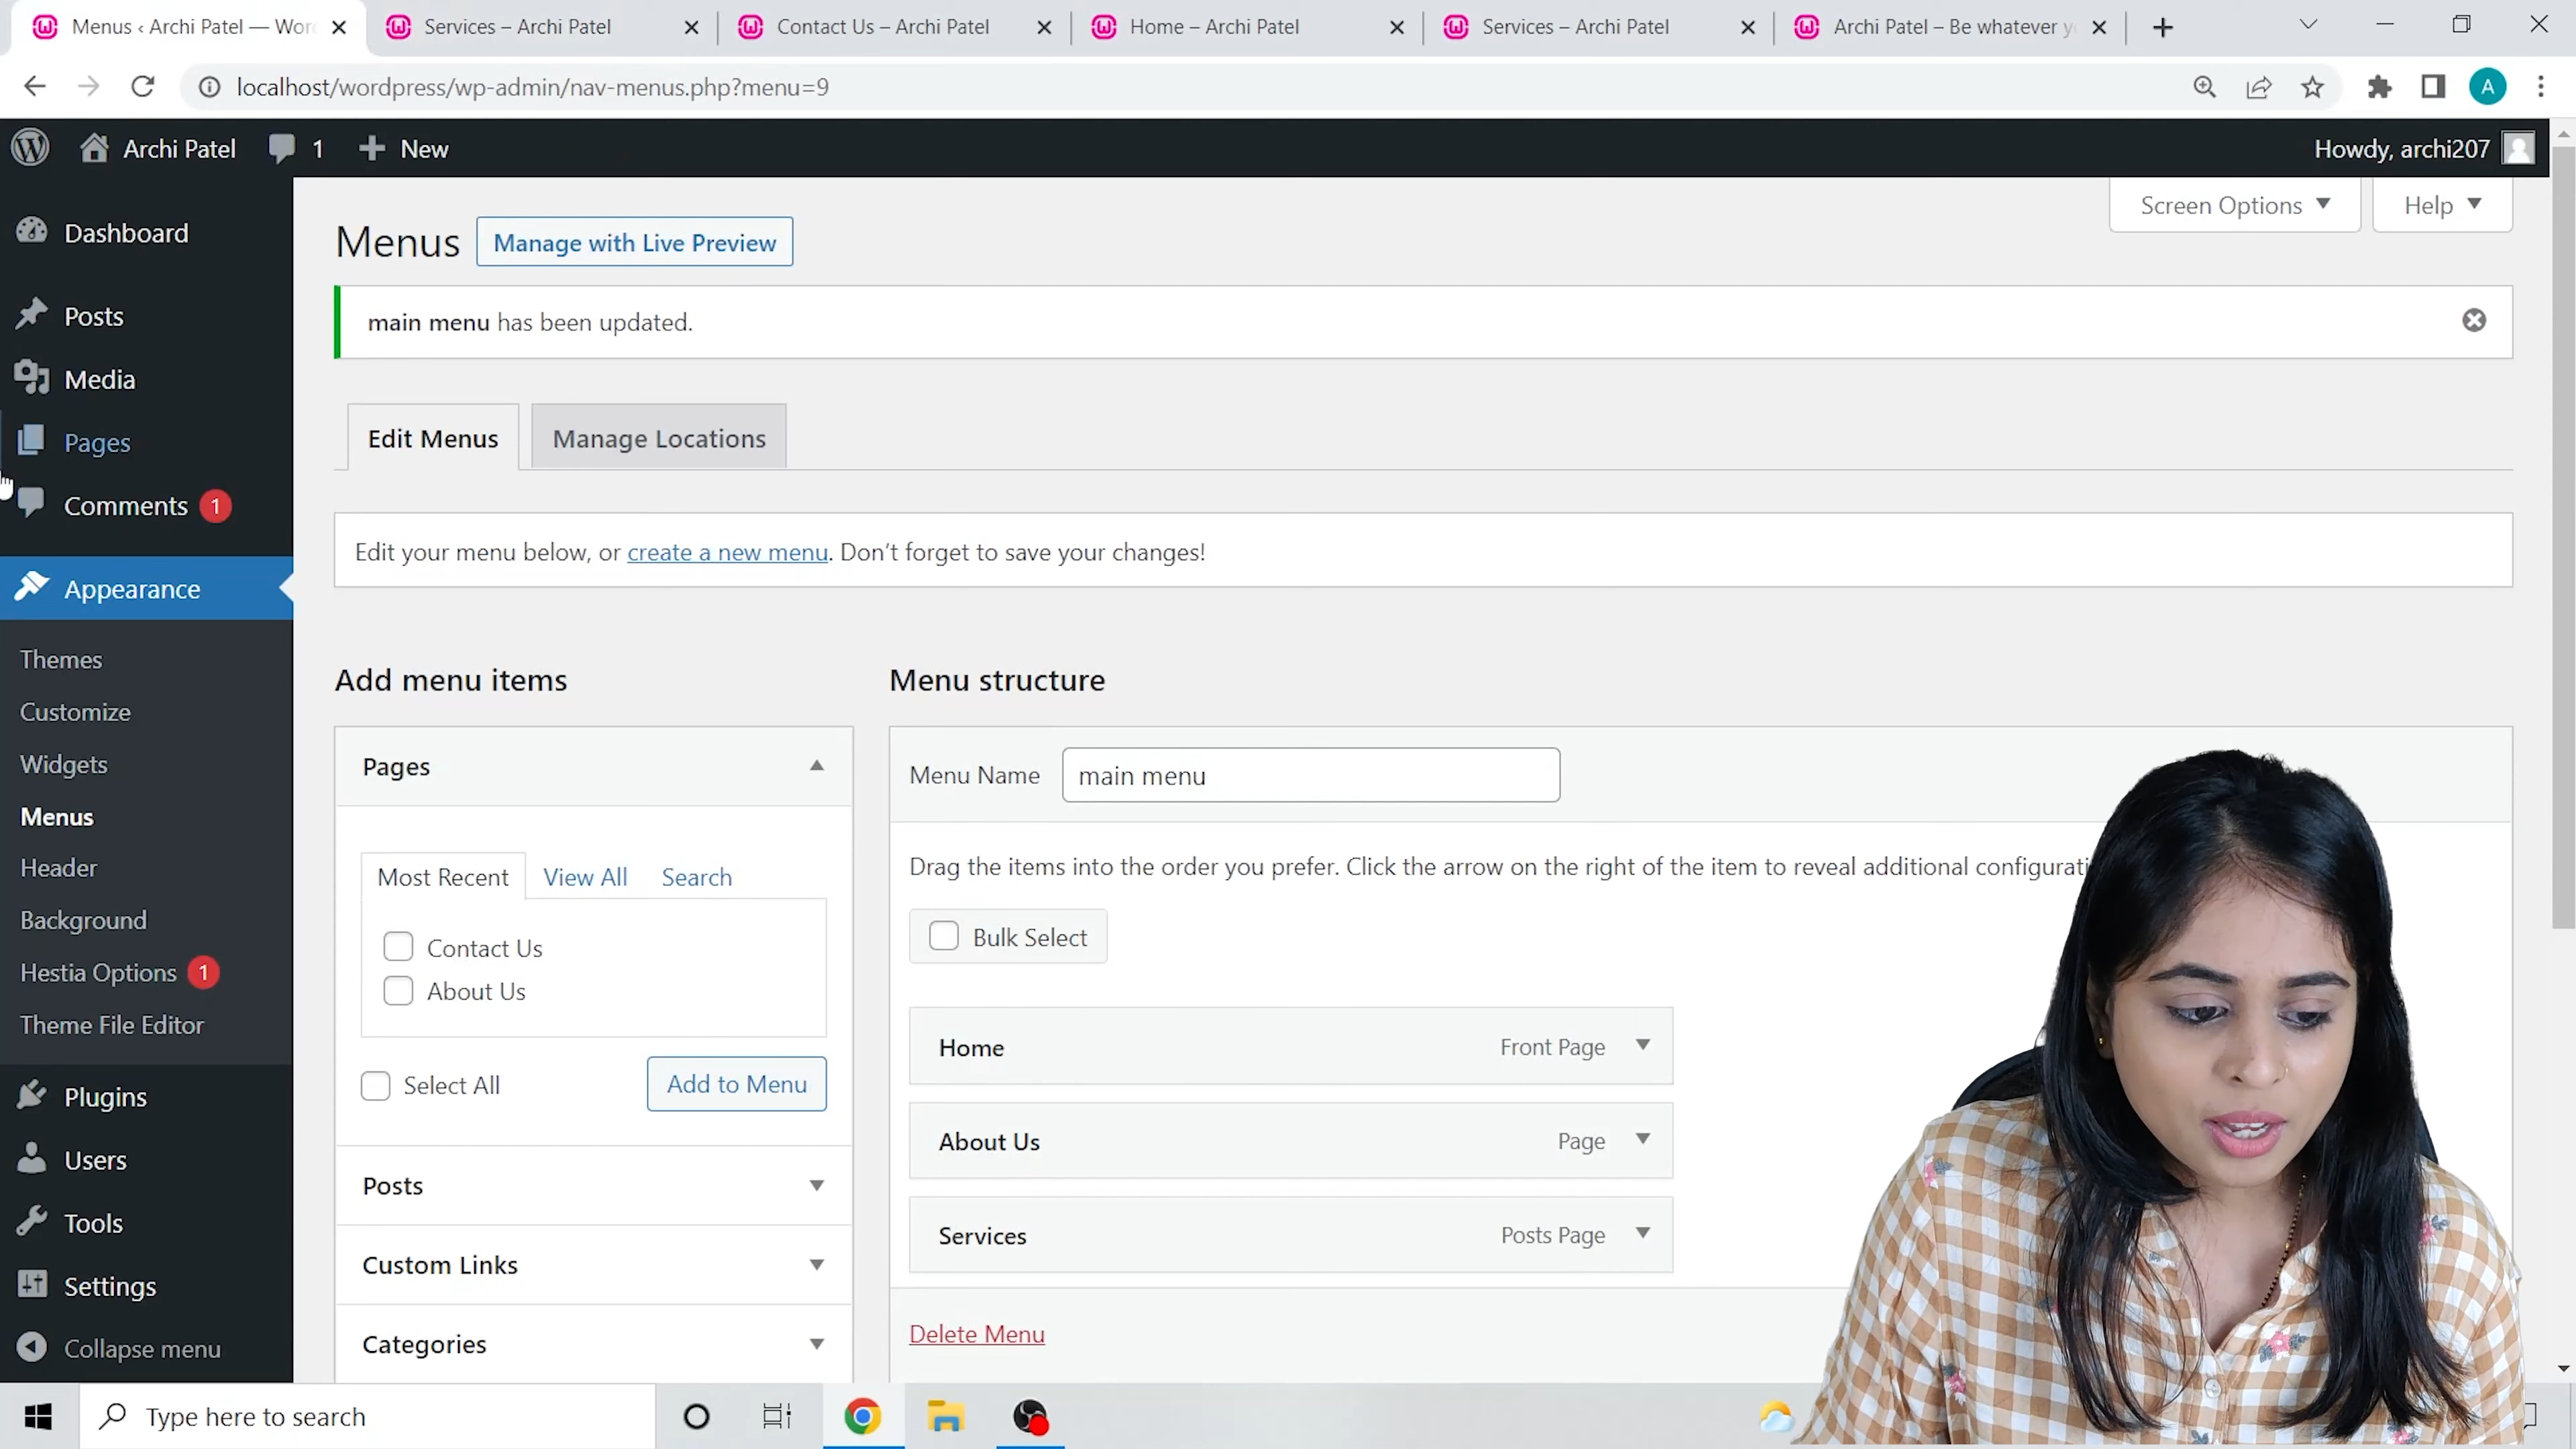 Menus ‹ Archi Patel — Wor
Services – Archi Patel
Contact Us – Archi Patel
Home – Archi Patel
Services – Archi Patel
Archi Patel – Be whatever y
localhost/wordpress/wp-admin/nav-menus.php?menu=9
A
Archi Patel
1
New
Howdy, archi207
Dashboard
Posts
Media
Pages
Comments 1
Appearance
Themes
Customize
Widgets
Menus
Header
Background
Hestia Options 1
Theme File Editor
Plugins
Users
Tools
Settings
Collapse menu
Screen Options
Help
Menus
Manage with Live Preview
main menu has been updated.
Edit Menus
Manage Locations
Edit your menu below, or create a new menu. Don’t forget to save your changes!
Add menu items
Pages
Most Recent
View All
Search
Contact Us
About Us
Select All
Add to Menu
Posts
Custom Links
Categories
Menu structure
Menu Name
main menu
Drag the items into the order you prefer. Click the arrow on the right of the item to reveal additional configurati
Bulk Select
Home
Front Page
About Us
Page
Services
Posts Page
Delete Menu
Type here to search